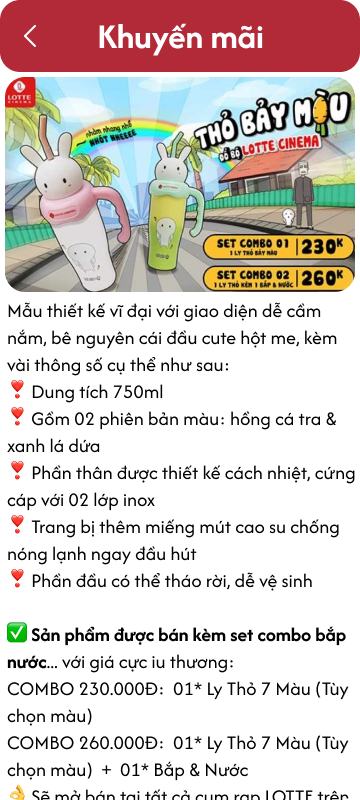 Khuyến mãi
LOTTE
CINEMA
nhồm nhang nhổ
NHỐT WHEEEE
THỎ BẢY MÀU
ĐỔ BỘ LOTTE CINEMA
SET COMBO 01 | 230K
1 LY THỎ BẢY MÀU
SET COMBO 02 | 260K
1 LY THỎ KÈM 1 BẮP & NƯỚC
Mẫu thiết kế vĩ đại với giao diện dễ cầm
nắm, bê nguyên cái đầu cute hột me, kèm
vài thông số cụ thể như sau:
❣️ Dung tích 750ml
❣️ Gồm 02 phiên bản màu: hồng cá tra &
xanh lá dứa
❣️ Phần thân được thiết kế cách nhiệt, cứng
cáp với 02 lớp inox
❣️ Trang bị thêm miếng mút cao su chống
nóng lạnh ngay đầu hút
❣️ Phần đầu có thể tháo rời, dễ vệ sinh
✅ Sản phẩm được bán kèm set combo bắp
nước... với giá cực iu thương:
COMBO 230.000Đ: 01* Ly Thỏ 7 Màu (Tùy
chọn màu)
COMBO 260.000Đ: 01* Ly Thỏ 7 Màu (Tùy
chọn màu) + 01* Bắp & Nước
👌 Sẽ mở bán tại tất cả cụm rạp LOTTE trên